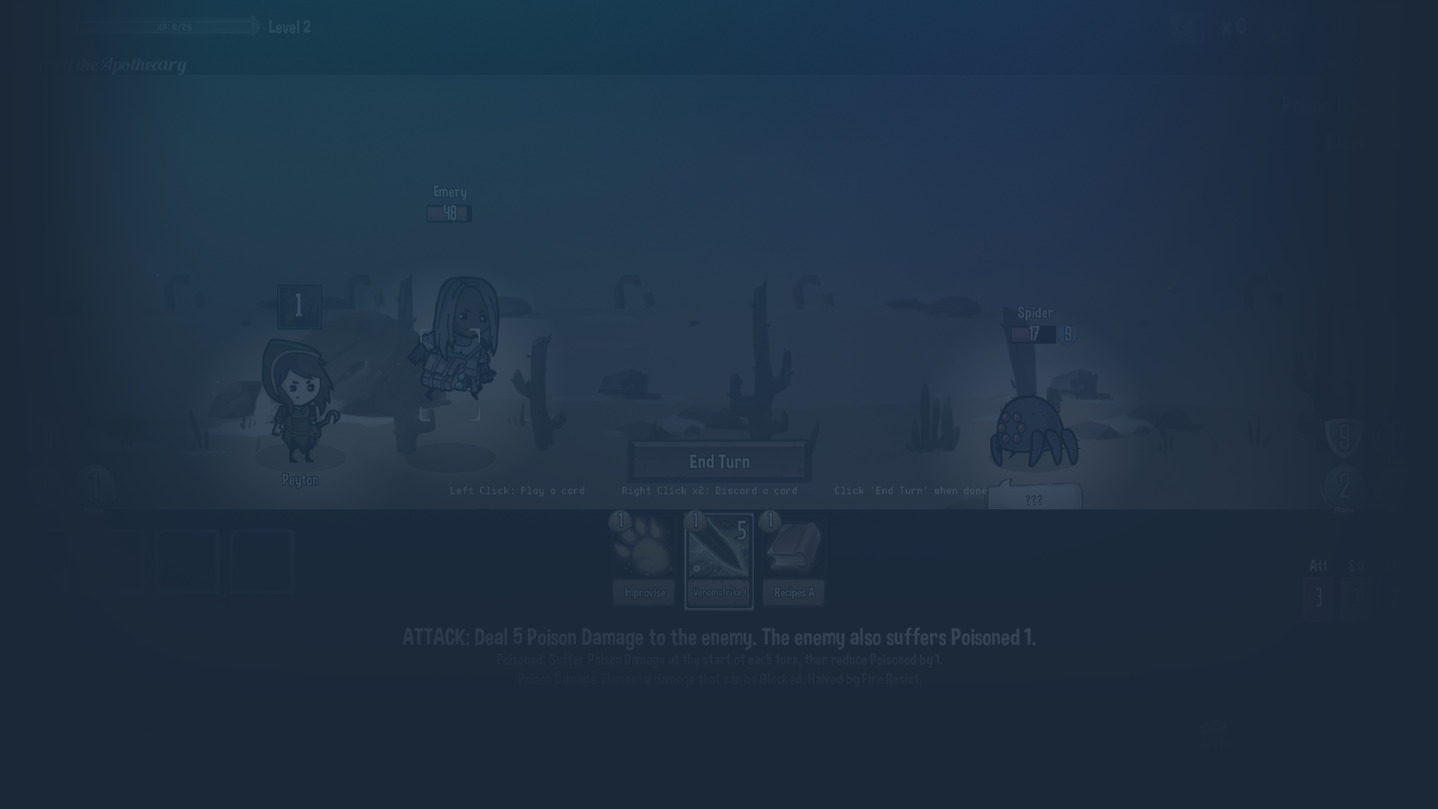 XP: 0/25
Level 2
x 0
the Apothecary
Emery
48
1
Spider
17 9
Peyton
End Turn
Left Click: Play a card
Right Click x2: Discard a card
Click 'End Turn' when done
???
9
2
1
1
1
1
5
Improvise
Venomstrike
Recipes A
Att
3
ATTACK: Deal 5 Poison Damage to the enemy. The enemy also suffers Poisoned 1.
Poisoned: Suffer Poison Damage at the start of each turn, then reduce Poisoned by 1.
Poison Damage: Elemental damage that can be Blocked. Halved by Fire Resist.